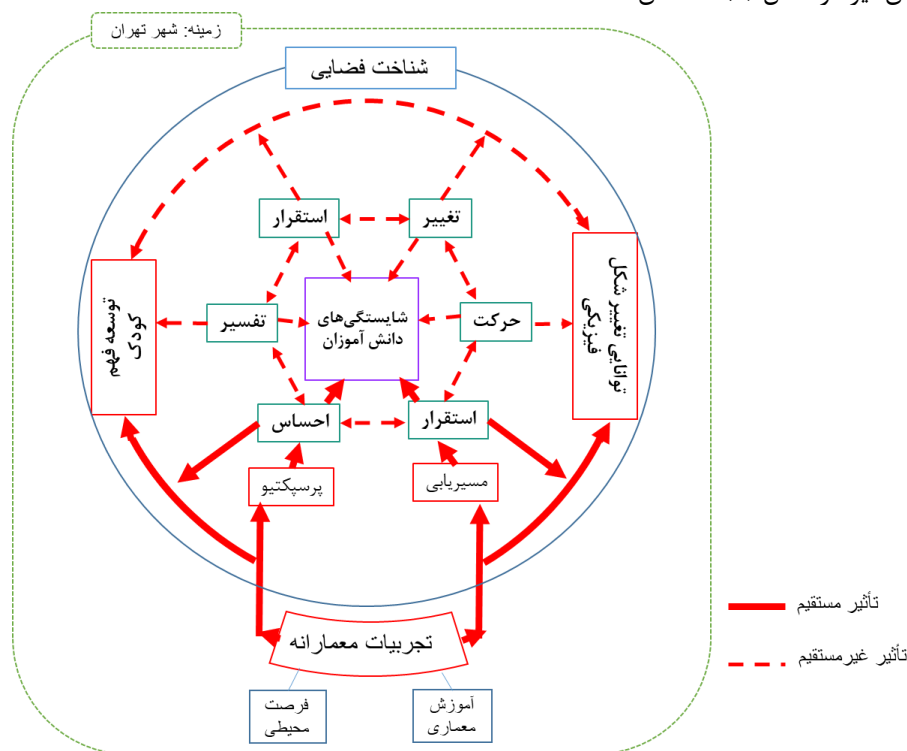 زمینه: شهر تهران
شناخت فضایی
استقرار
تغییر
توسعه فهم
کودک
تفسیر
شایستگی‌های
دانش آموزان
حرکت
توانایی تغییر شکل
فیزیکی
احساس
استقرار
پرسپکتیو
مسیریابی
تجربیات معمارانه
فرصت
محیطی
آموزش
معماری
تأثیر مستقیم
تأثیر غیرمستقیم